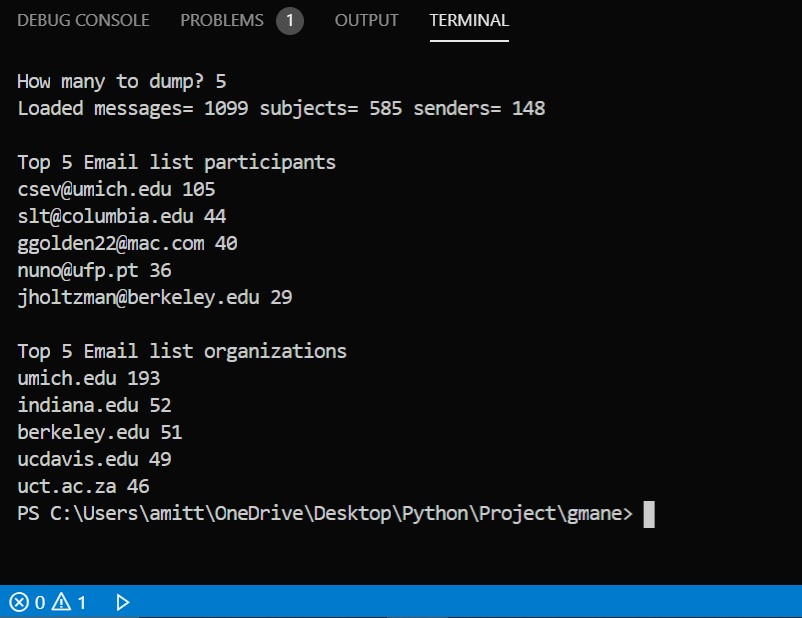 DEBUG CONSOLE PROBLEMS 1 OUTPUT TERMINAL
How many to dump? 5
Loaded messages= 1099 subjects= 585 senders= 148
Top 5 Email list participants
csev@umich.edu 105
slt@columbia.edu 44
ggolden22@mac.com 40
nuno@ufp.pt 36
jholtzman@berkeley.edu 29
Top 5 Email list organizations
umich.edu 193
indiana.edu 52
berkeley.edu 51
ucdavis.edu 49
uct.ac.za 46
PS C:\Users\amitt\OneDrive\Desktop\Python\Project\gmane>
0 1